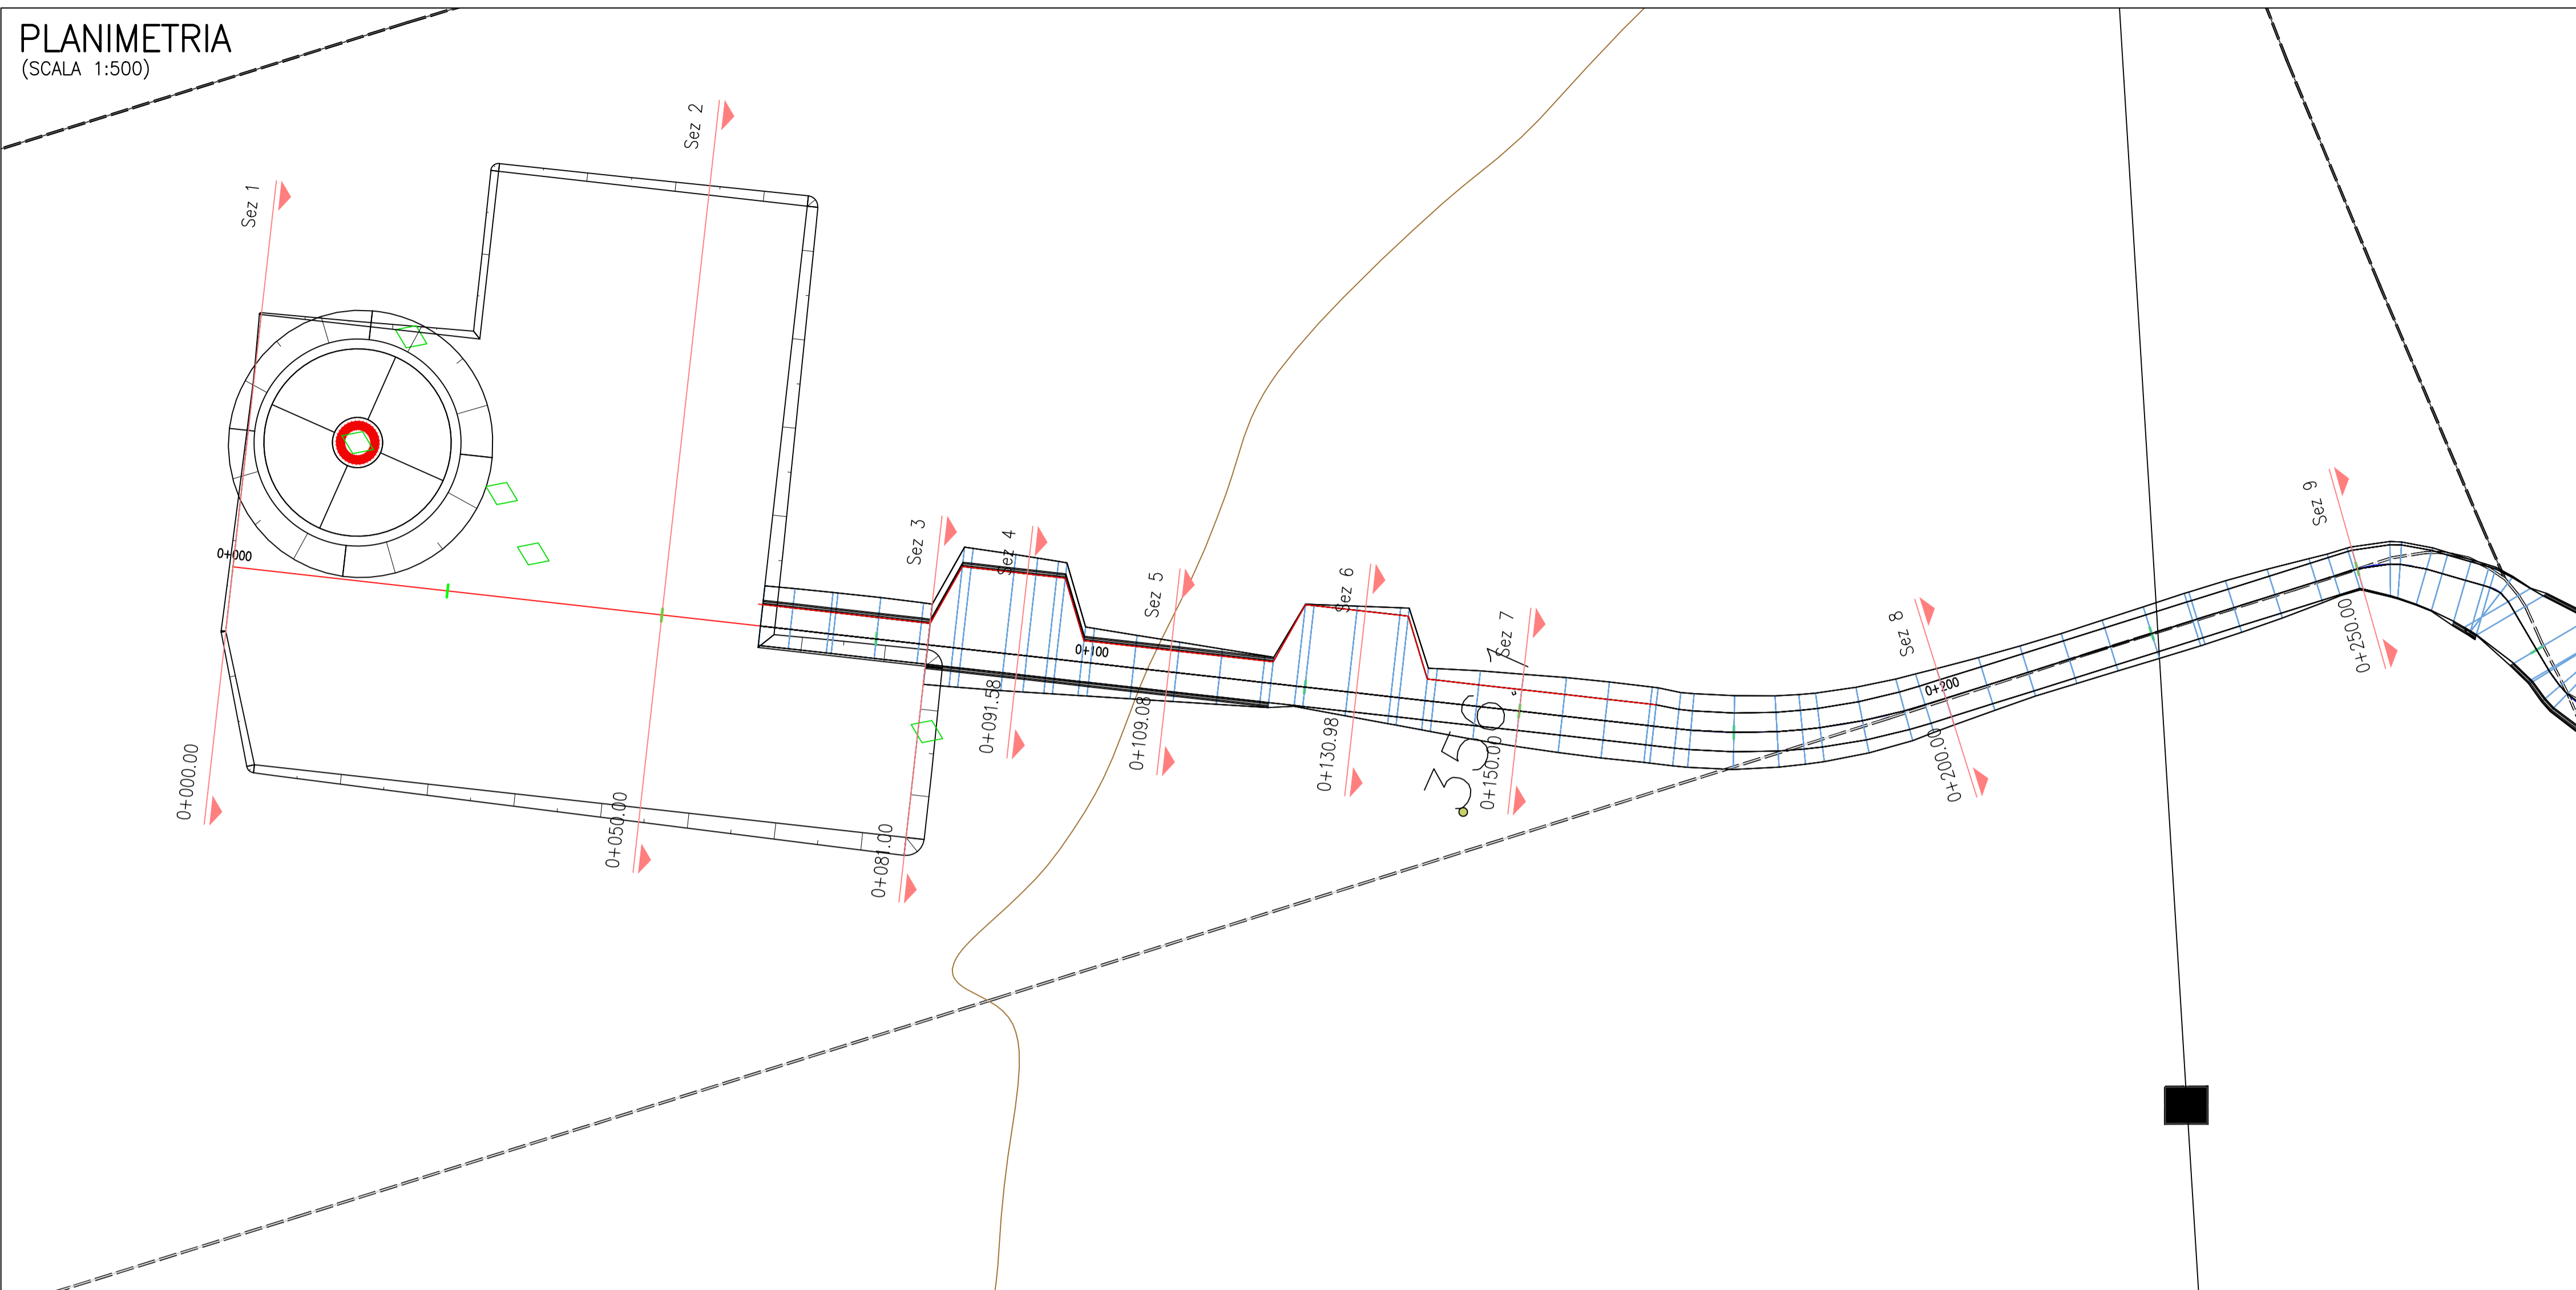 PLANIMETRIA
(SCALA 1:500)
Sez 1
Sez 2
Sez 3
Sez 4
Sez 5
Sez 6
Sez 7
Sez 8
Sez 9
0+000
0+100
0+200
356.7
0+000.00
0+050.00
0+081.00
0+091.58
0+109.08
0+130.98
0+150.00
0+200.00
0+250.00